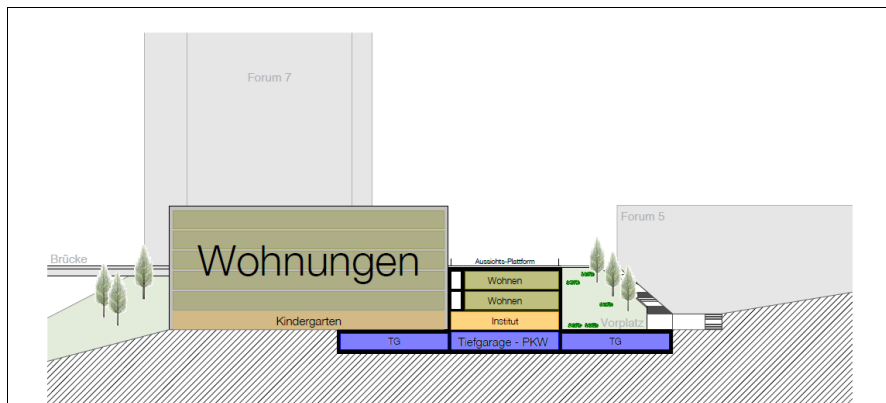 Forum 7
Forum 5
Brücke
Wohnungen
Aussichts-Plattform
Wohnen
Wohnen
Kindergarten
Institut
Vorplatz
TG
Tiefgarage - PKW
TG